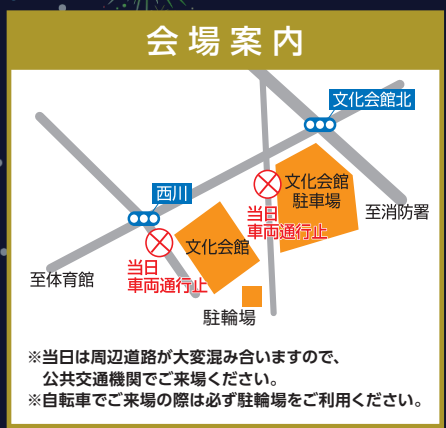 会場案内
文化会館北
西川
文化会館
駐車場
当日
車両通行止
至消防署
文化会館
当日
車両通行止
至体育館
駐輪場
※当日は周辺道路が大変混み合いますので、
公共交通機関でご来場ください。
※自転車でご来場の際は必ず駐輪場をご利用ください。